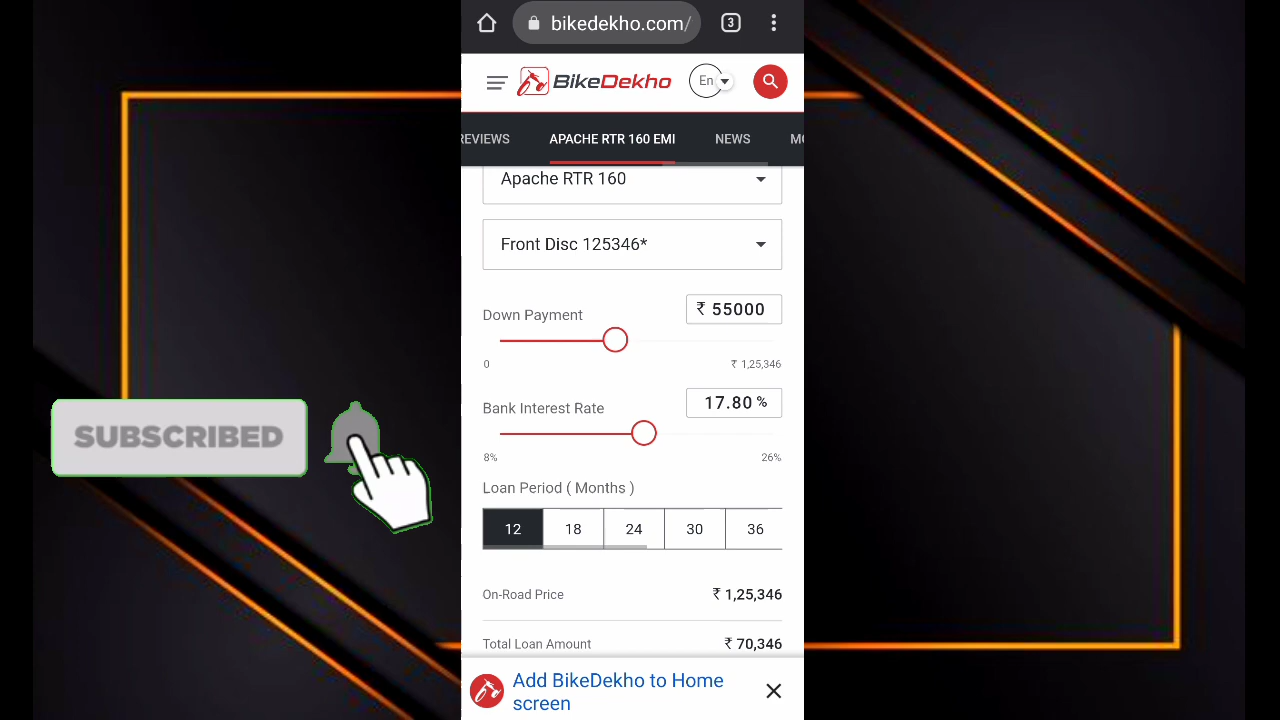 bikedekho.com/
3
BikeDekho
En
REVIEWS
APACHE RTR 160 EMI
NEWS
MO
Apache RTR 160
Front Disc 125346*
Down Payment
₹ 55000
0
₹ 1,25,346
Bank Interest Rate
17.80 %
8%
26%
SUBSCRIBED
Loan Period ( Months )
12
18
24
30
36
On-Road Price
₹ 1,25,346
Total Loan Amount
₹ 70,346
Add BikeDekho to Home
screen